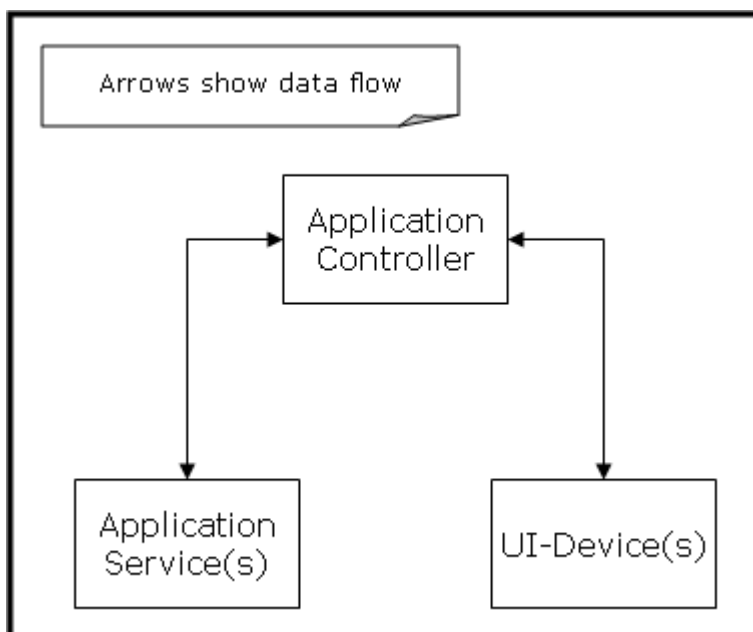 Arrows show data flow
Application
Controller
Application
Service(s)
UI-Device(s)